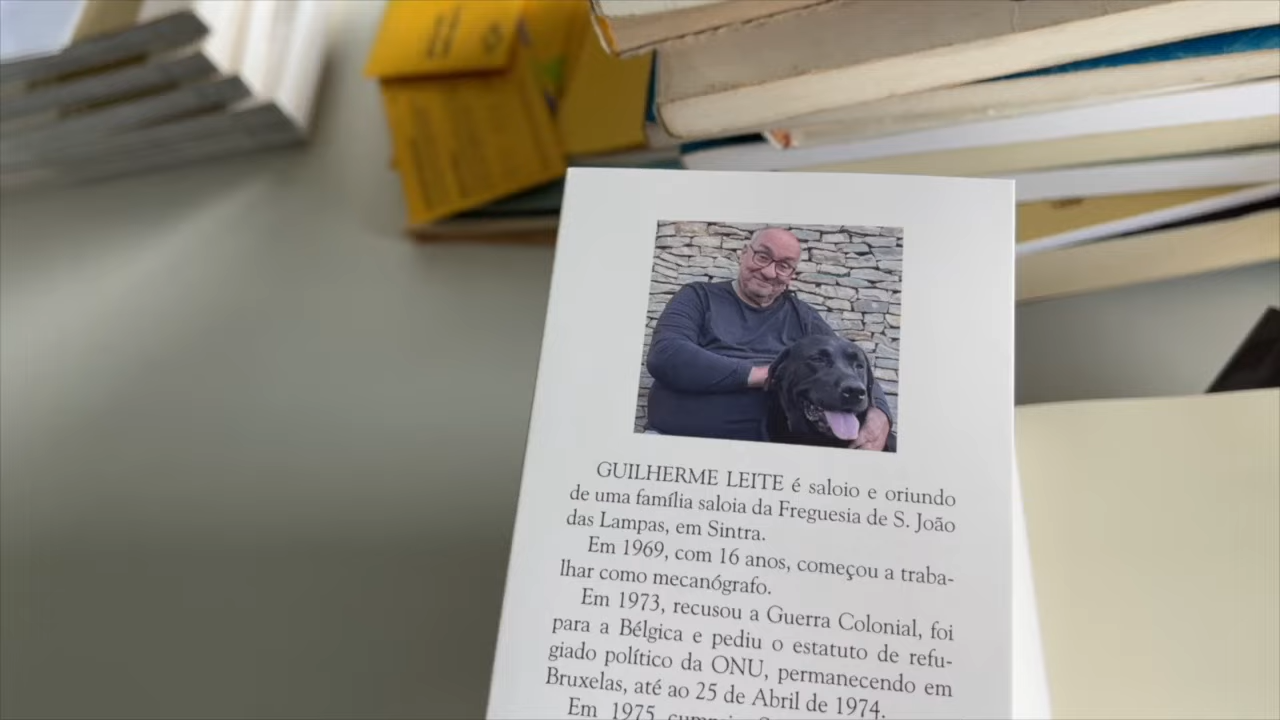 GUILHERME LEITE é saloio e oriundo
de uma família saloia da Freguesia de S. João
das Lampas, em Sintra.
Em 1969, com 16 anos, começou a traba-
lhar como mecanógrafo.
Em 1973, recusou a Guerra Colonial, foi
para a Bélgica e pediu o estatuto de refu-
giado político da ONU, permanecendo em
Bruxelas, até ao 25 de Abril de 1974.
Em 1975